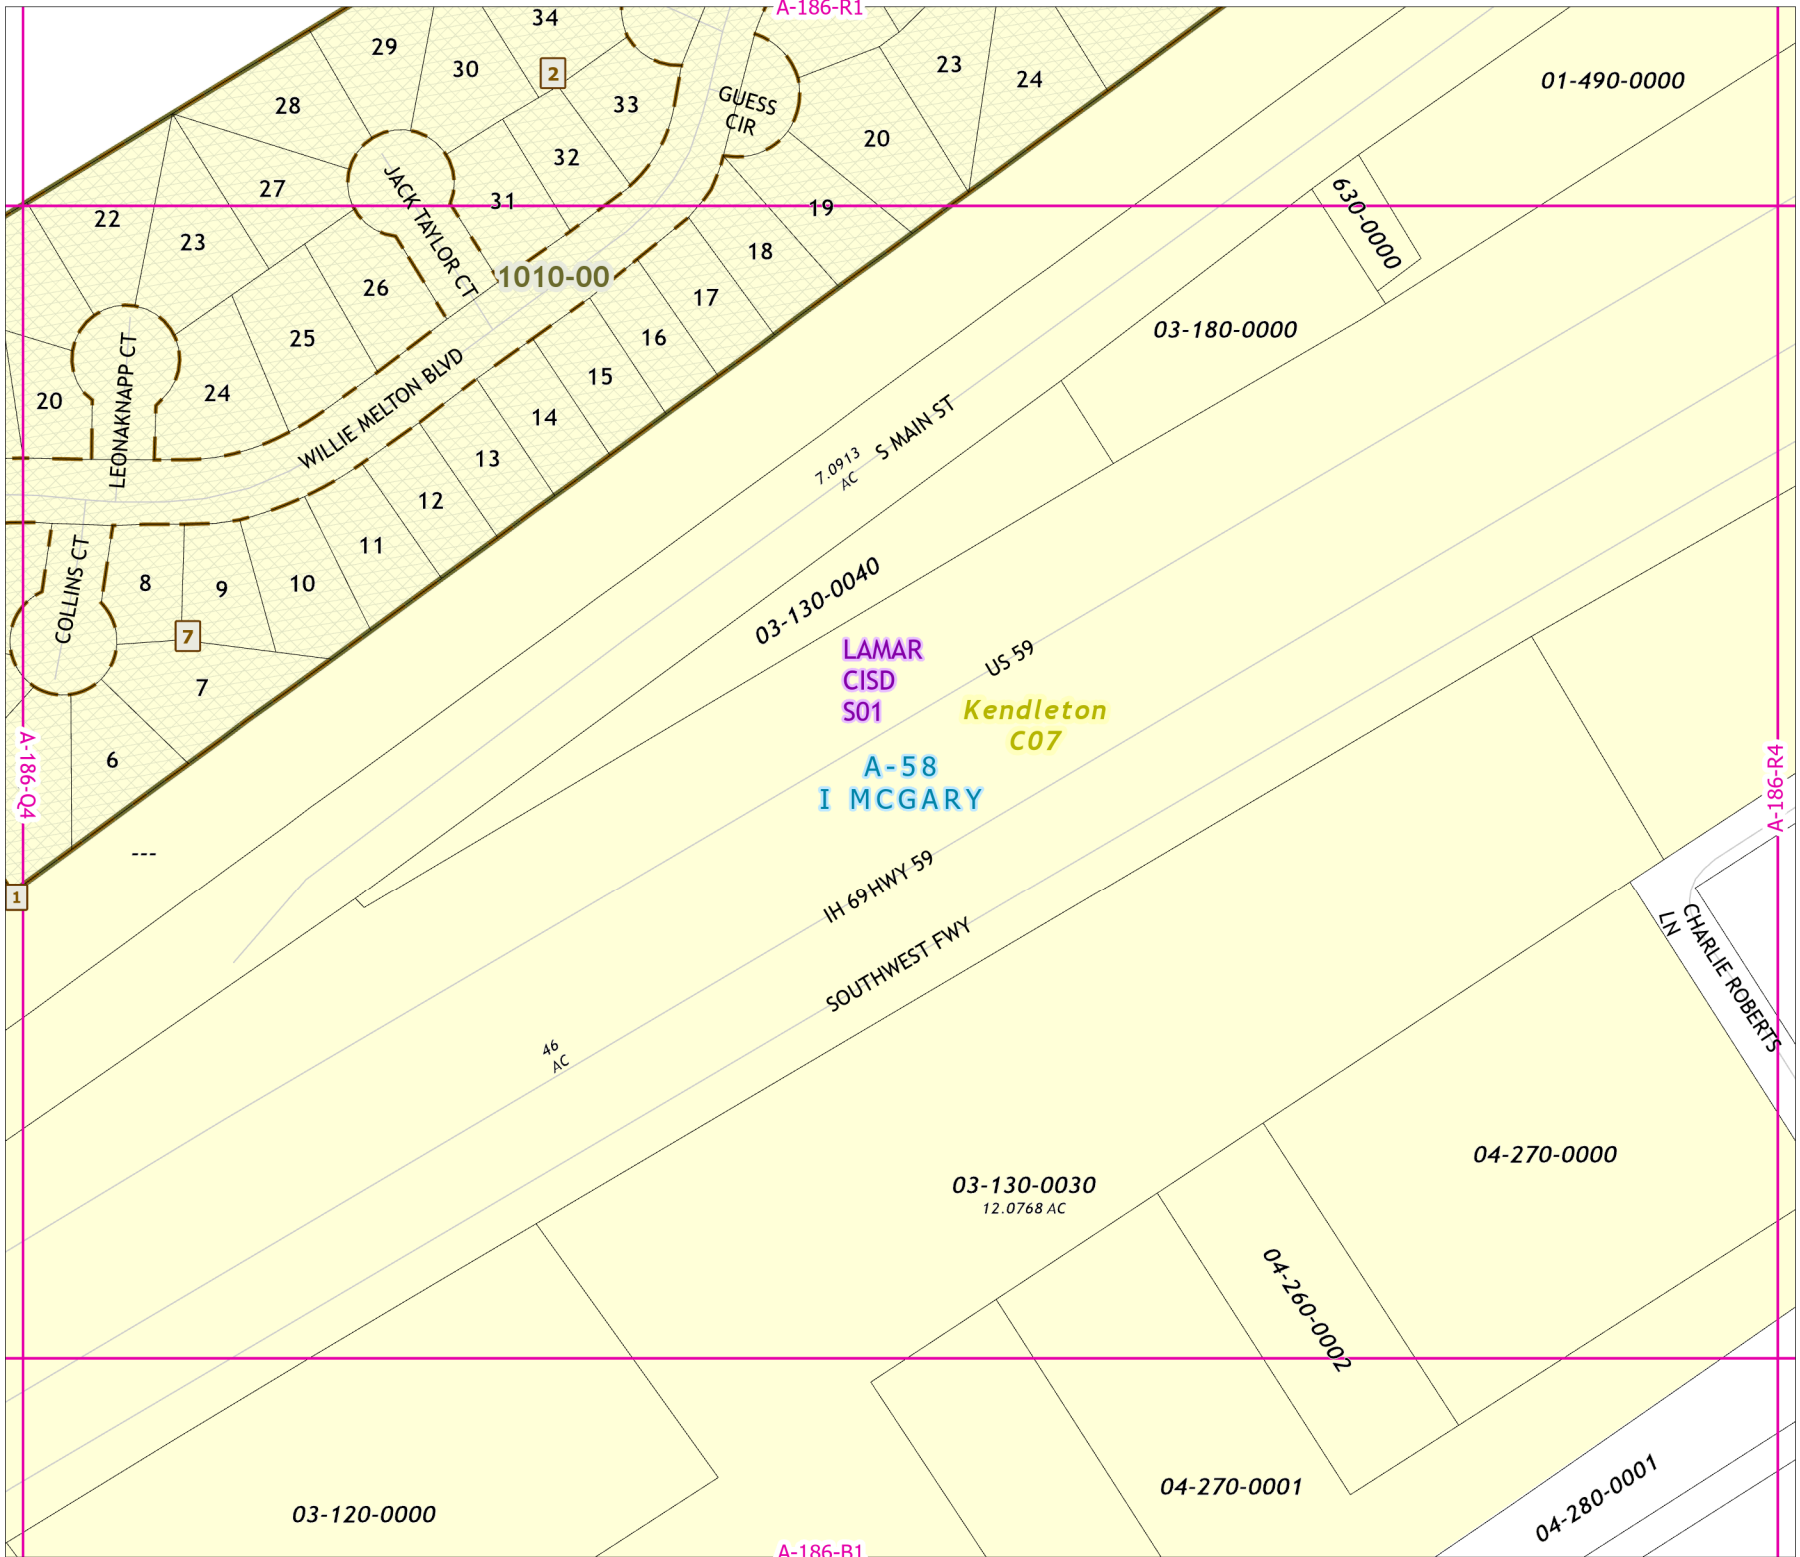 A-186-R1
34
29
30
2
23
24
01-490-0000
28
33
GUESS
CIR
20
32
27
JACK TAYLOR CT
31
19
630-0000
22
23
18
1010-00
26
17
03-180-0000
25
16
LEONAKNAPP CT
WILLIE MELTON BLVD
15
20
24
14
S MAIN ST
7.0913
AC
13
12
11
COLLINS CT
8
9
10
03-130-0040
7
LAMAR
CISD
S01
US 59
7
Kendleton
C07
6
A-186-Q4
A-58
I MCGARY
A-186-R4
---
1
IH 69 HWY 59
SOUTHWEST FWY
CHARLIE ROBERTS
LN
46
AC
04-270-0000
03-130-0030
12.0768 AC
04-260-0002
04-270-0001
04-280-0001
03-120-0000
A-186-B1